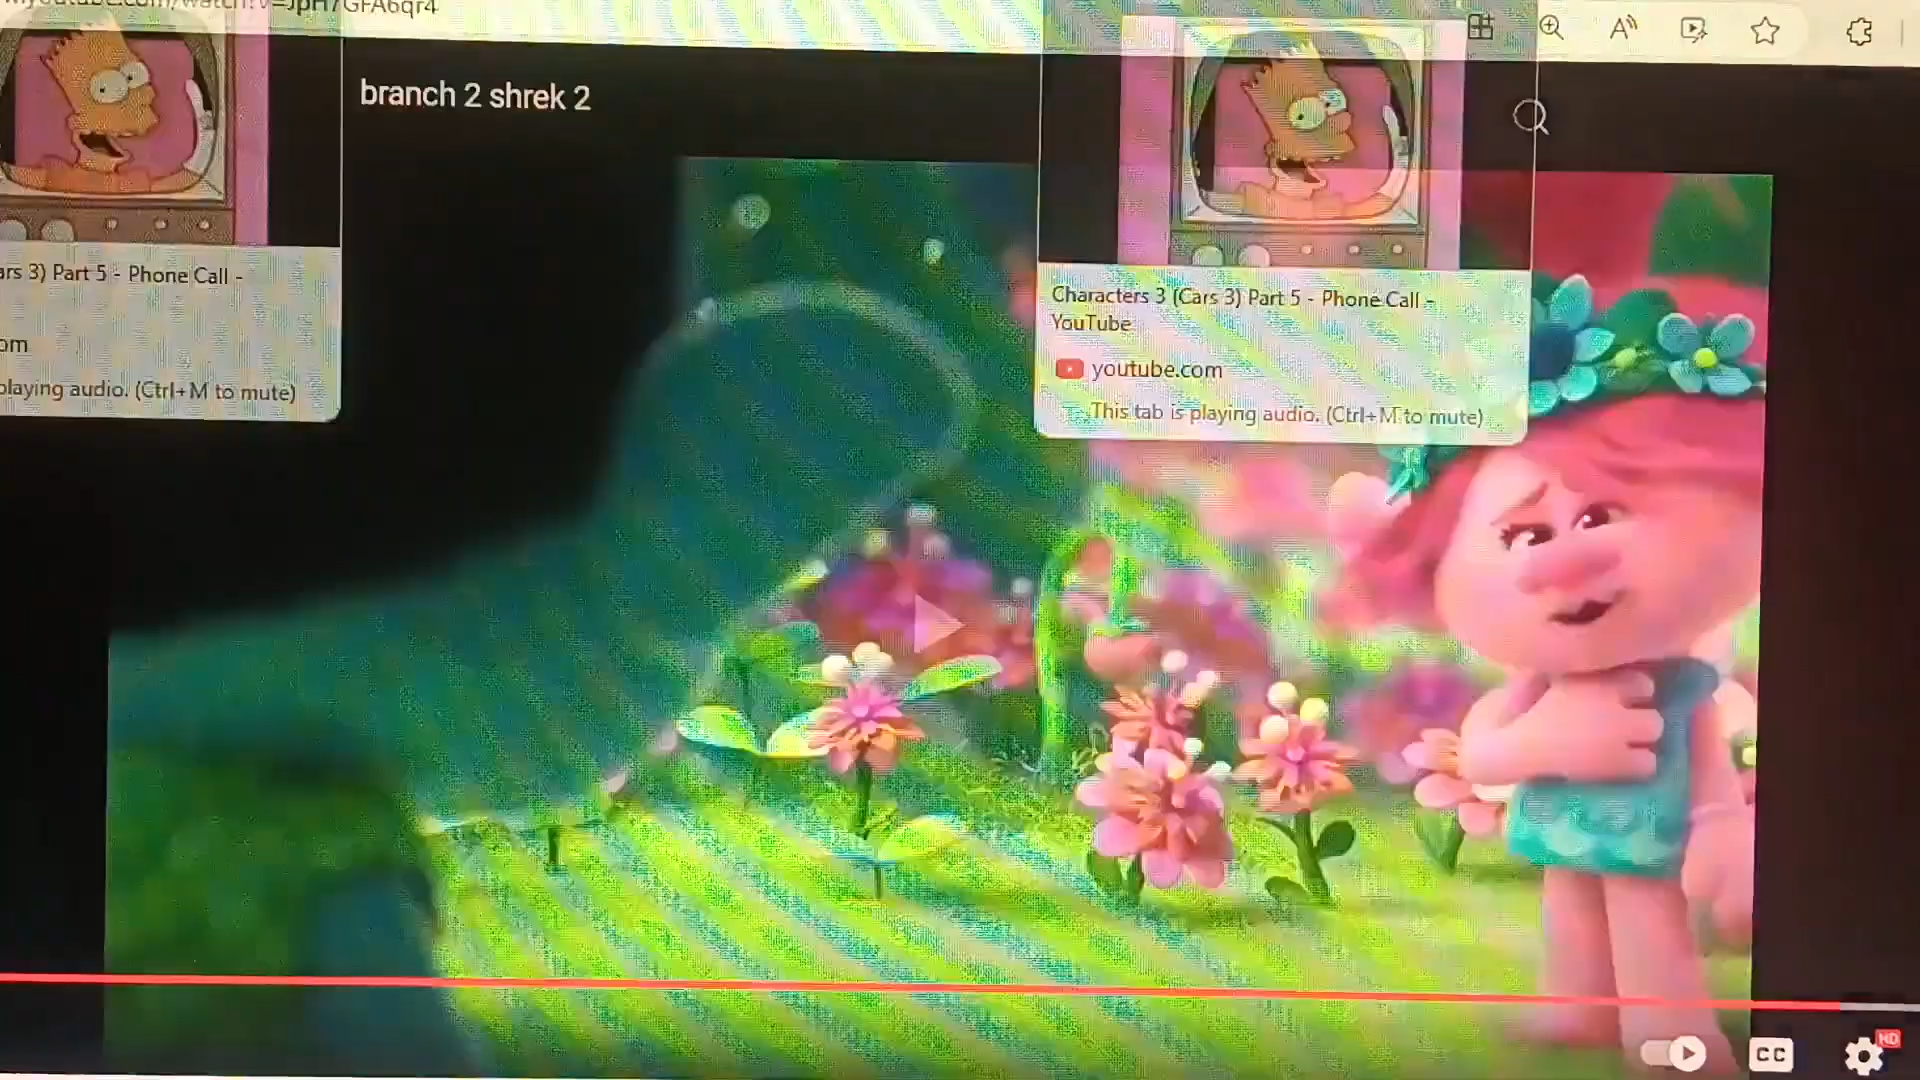 branch 2 shrek 2
ars 3) Part 5 - Phone Call -
om
playing audio. (Ctrl+M to mute)
Characters 3 (Cars 3) Part 5 - Phone Call -
YouTube
youtube.com
This tab is playing audio. (Ctrl+M to mute)
CC
HD